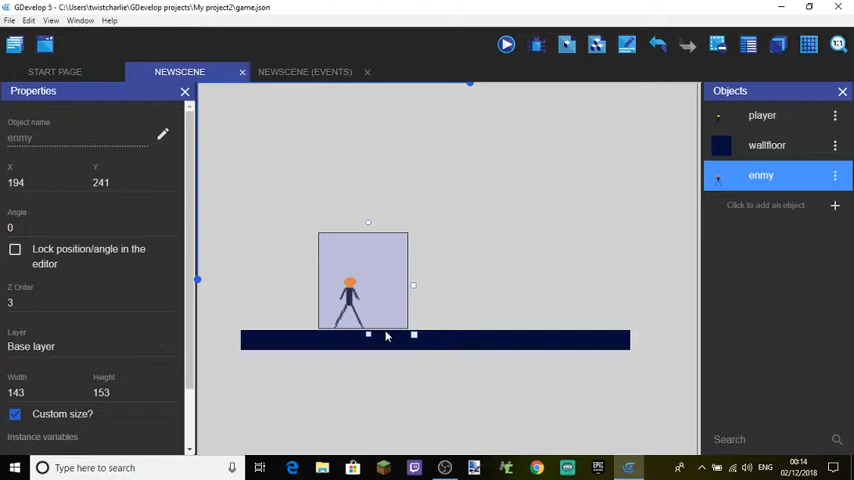 GDevelop 5 - C:\Users\twistcharlie\GDevelop projects\My project2\game.json
File Edit View Window Help
START PAGE NEWSCENE NEWSCENE (EVENTS)
Properties
Object name
enmy
X Y
194 241
Angle
0
Lock position/angle in the
editor
Z Order
3
Layer
Base layer
Width Height
143 153
Custom size?
Instance variables
1:1
Objects
player
wallfloor
enmy
Click to add an object
Search
Type here to search
EPIC
ENG
00:14
02/12/2018